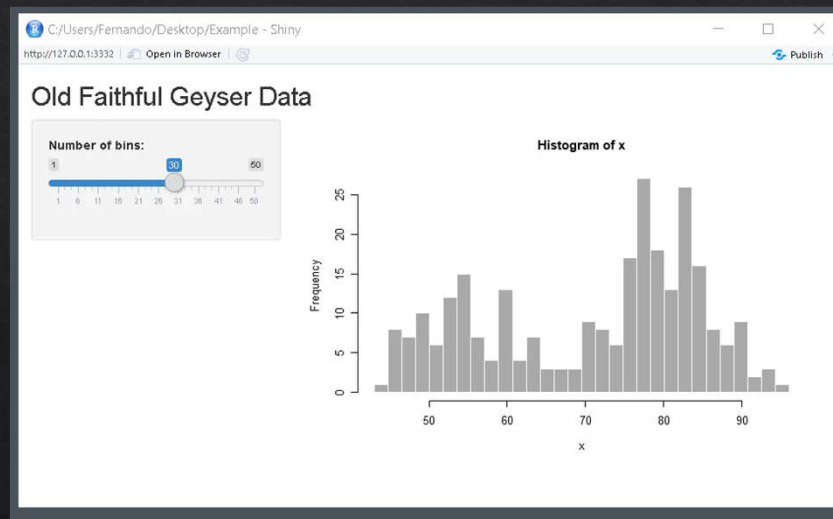 C:/Users/Fernando/Desktop/Example - Shiny
http://127.0.0.1:3332 Open in Browser Publish
Old Faithful Geyser Data
Number of bins:
1 30 50
1 6 11 16 21 26 31 36 41 46 50
Histogram of x
Frequency
0 5 10 15 20 25
50 60 70 80 90
x